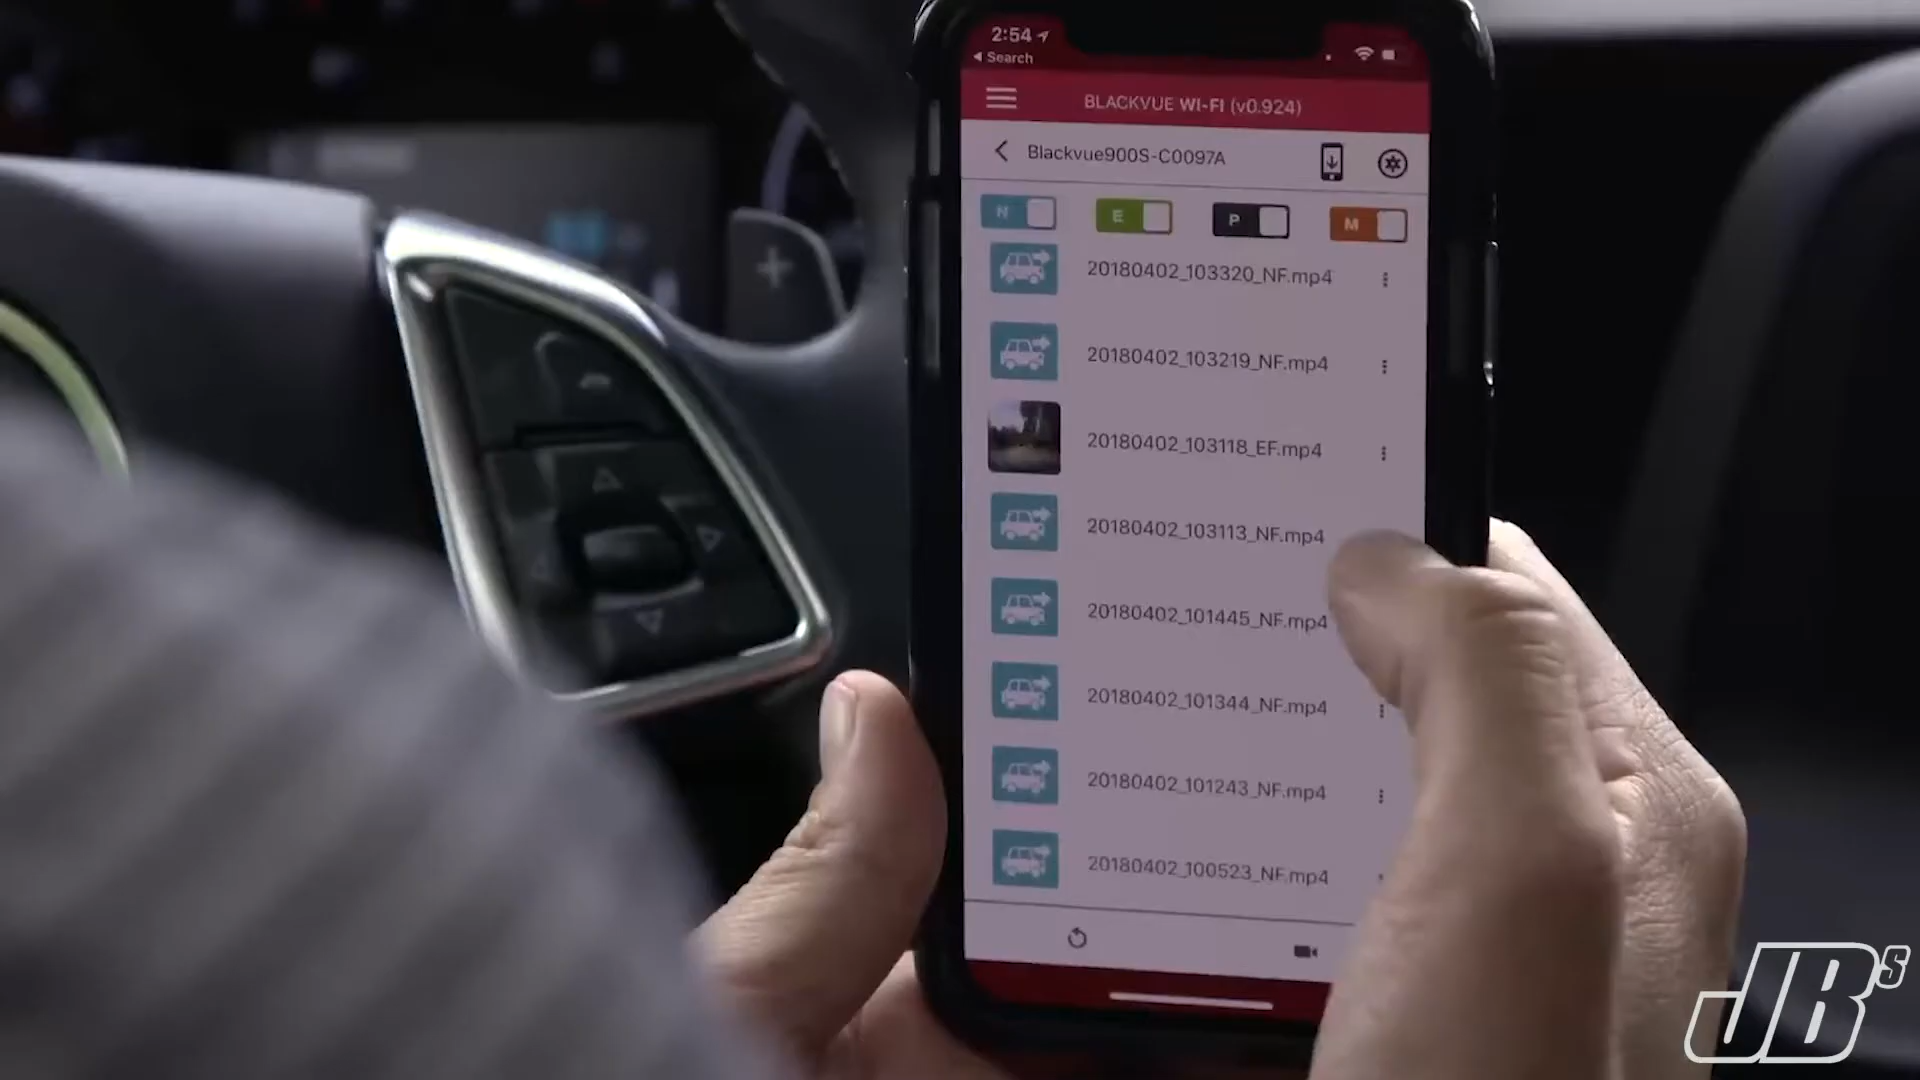 2:54
Search
BLACKVUE WI-FI (v0.924)
Blackvue900S-C0097A
N E P M
20180402_103320_NF.mp4
20180402_103219_NF.mp4
20180402_103118_EF.mp4
20180402_103113_NF.mp4
20180402_101445_NF.mp4
20180402_101344_NF.mp4
20180402_101243_NF.mp4
20180402_100523_NF.mp4
JBs